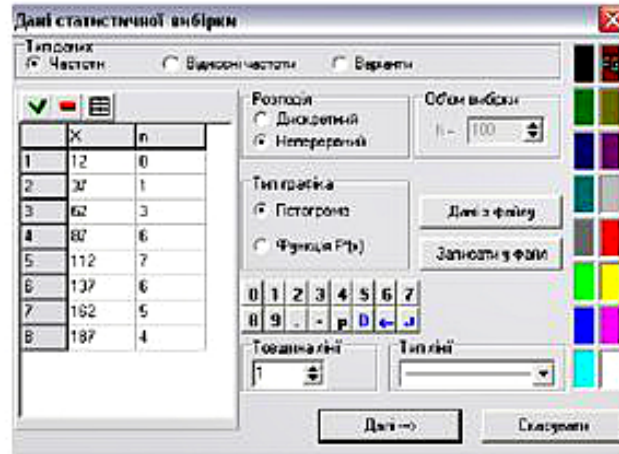 Дані статистичної вибірки
Тип даних
Частоти
Відносні частоти
Варіанти
X n
1 12 0
2 37 1
3 62 3
4 87 6
5 112 7
6 137 6
7 162 5
8 187 4
Розподіл
Дискретний
Неперервний
Об'єм вибірки
n = 100
Тип графіка
Гістограма
Функція F*(x)
Дані з файлу
Записати у файл
0 1 2 3 4 5 6 7
8 9 . - p D
Товщина лінії
1
Тип лінії
Далі -->
Скасувати